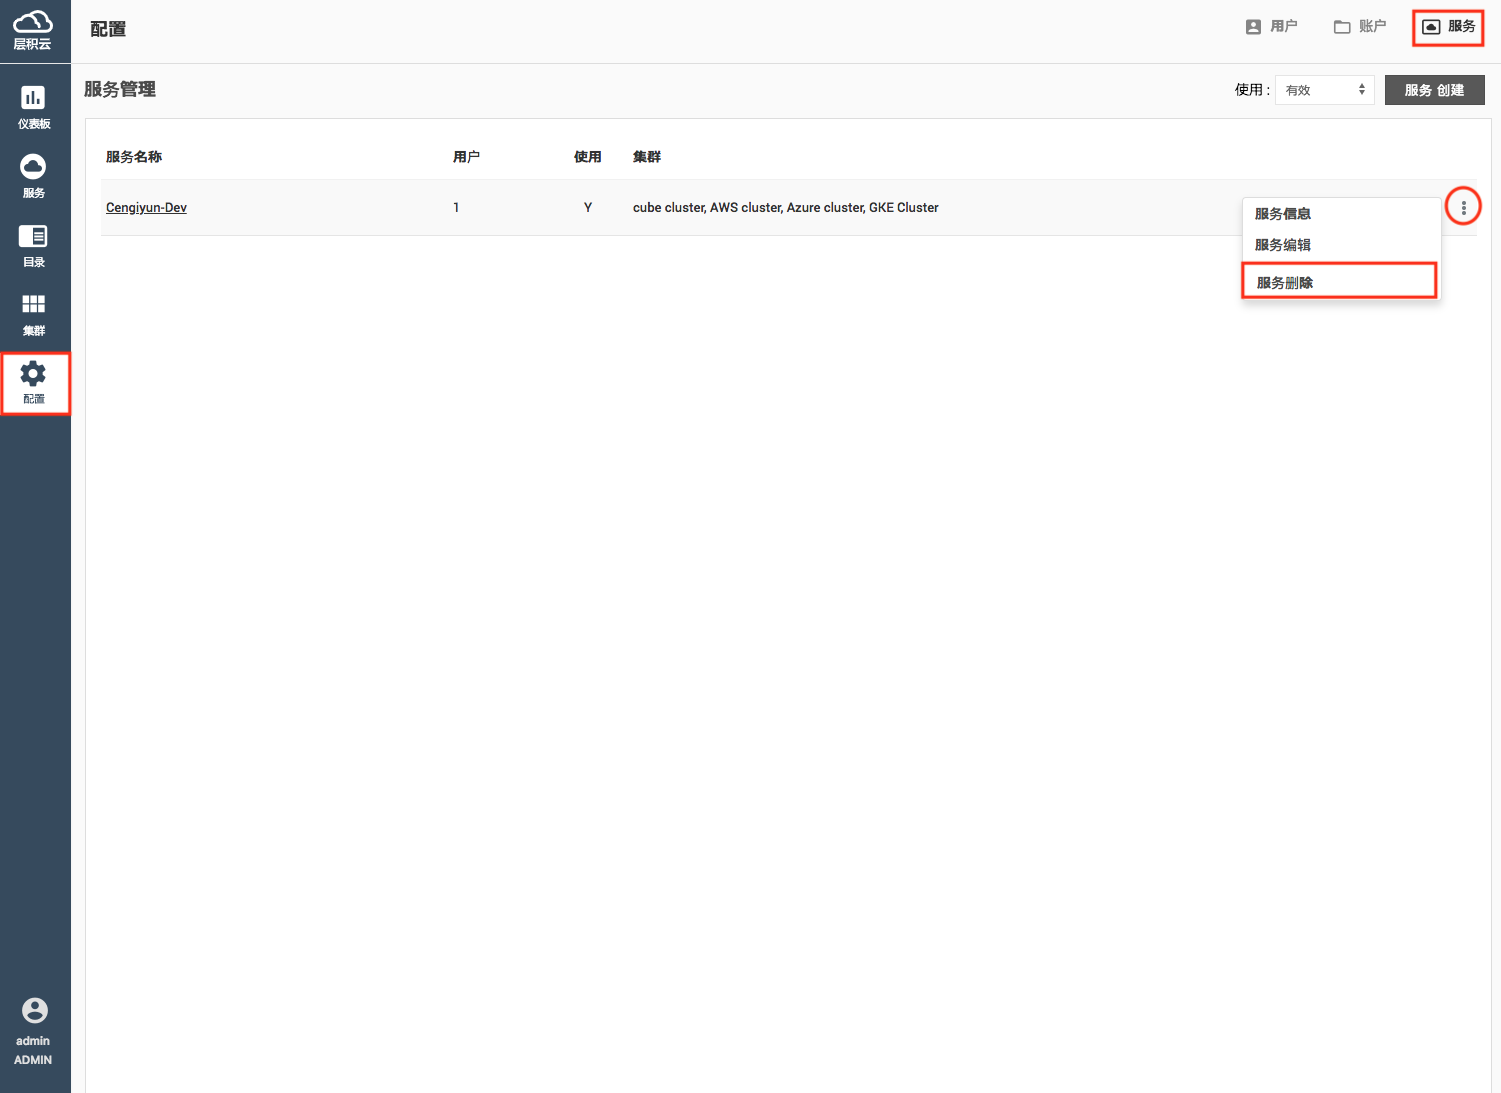 层积云
配置
用户
账户
服务
服务管理
使用 :
有效
服务 创建
仪表板
服务
目录
集群
配置
服务名称
用户
使用
集群
Cengiyun-Dev
1
Y
cube cluster, AWS cluster, Azure cluster, GKE Cluster
服务信息
服务编辑
服务删除
admin
ADMIN